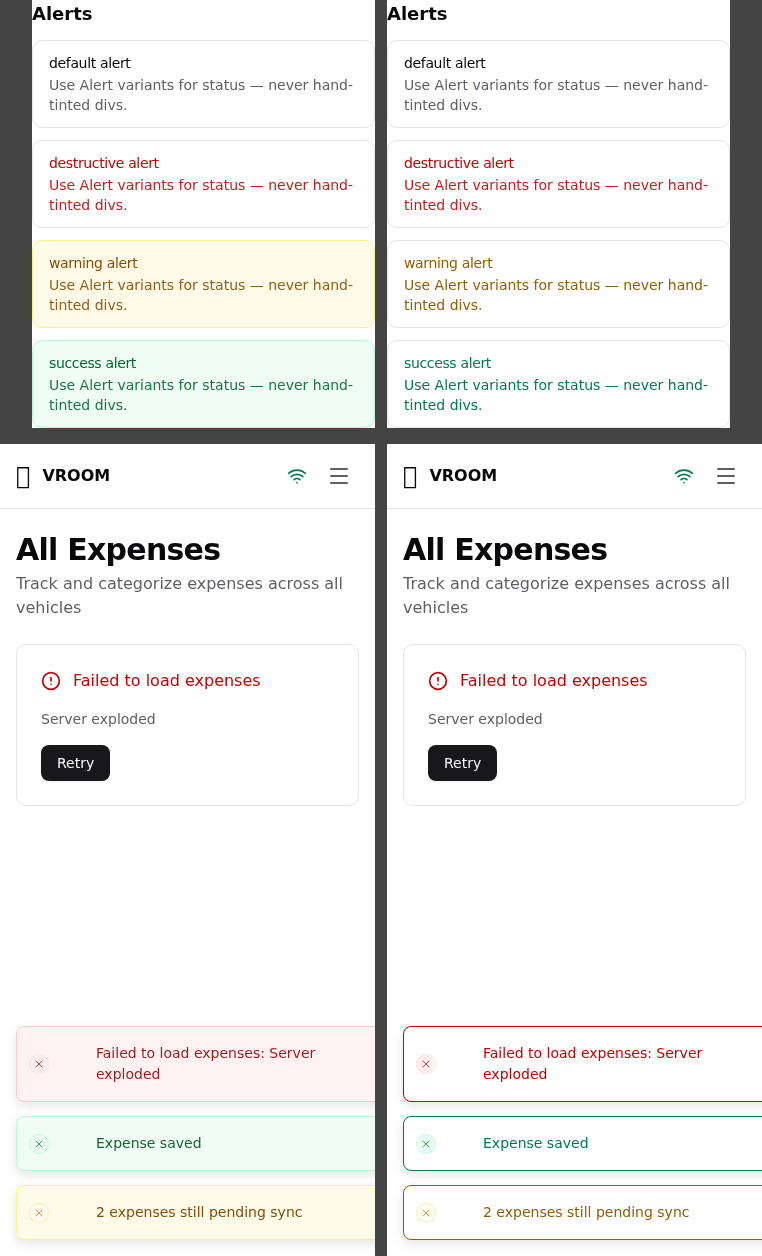 Alerts
default alert
Use Alert variants for status — never hand-
tinted divs.
destructive alert
Use Alert variants for status — never hand-
tinted divs.
warning alert
Use Alert variants for status — never hand-
tinted divs.
success alert
Use Alert variants for status — never hand-
tinted divs.
Alerts
default alert
Use Alert variants for status — never hand-
tinted divs.
destructive alert
Use Alert variants for status — never hand-
tinted divs.
warning alert
Use Alert variants for status — never hand-
tinted divs.
success alert
Use Alert variants for status — never hand-
tinted divs.
VROOM
All Expenses
Track and categorize expenses across all
vehicles
Failed to load expenses
Server exploded
Retry
Failed to load expenses: Server
exploded
Expense saved
2 expenses still pending sync
VROOM
All Expenses
Track and categorize expenses across all
vehicles
Failed to load expenses
Server exploded
Retry
Failed to load expenses: Server
exploded
Expense saved
2 expenses still pending sync